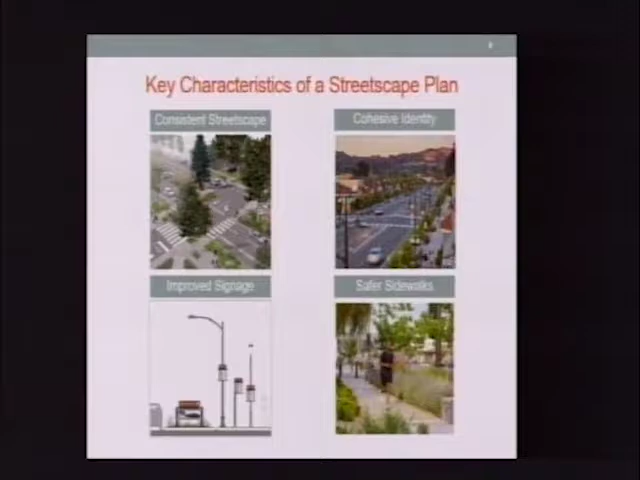 Key Characteristics of a Streetscape Plan
Consistent Streetscape
Cohesive Identity
Improved Signage
Safer Sidewalks